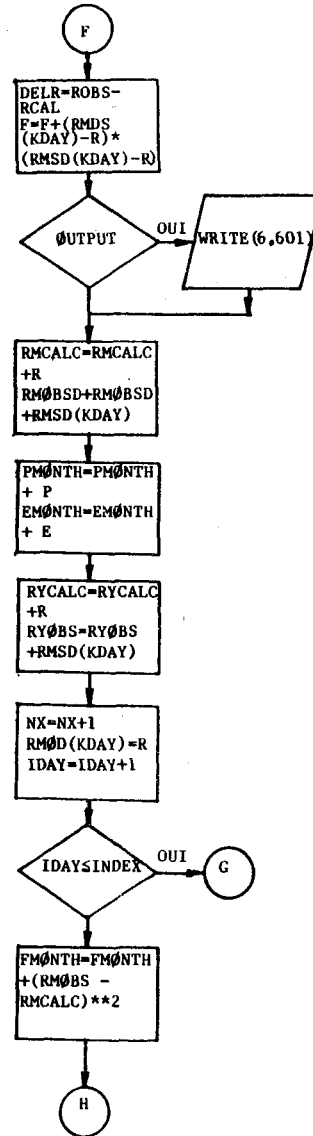 F
DELR=ROBS-
RCAL
F=F+(RMDS
(KDAY)-R)*
(RMSD(KDAY)-R)
ØUTPUT
OUI
WRITE(6,601)
RMCALC=RMCALC
+R
RMØBSD+RMØBSD
+RMSD(KDAY)
PMØNTH=PMØNTH
+ P
EMØNTH=EMØNTH
+ E
RYCALC=RYCALC
+R
RYØBS=RYØBS
+RMSD(KDAY)
NX=NX+1
RMØD(KDAY)=R
IDAY=IDAY+1
IDAY≤INDEX
OUI
G
FMØNTH=FMØNTH
+(RMØBS -
RMCALC)**2
H